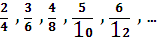 2/4 , 3/6 , 4/8 , 5/10 , 6/12 , ...